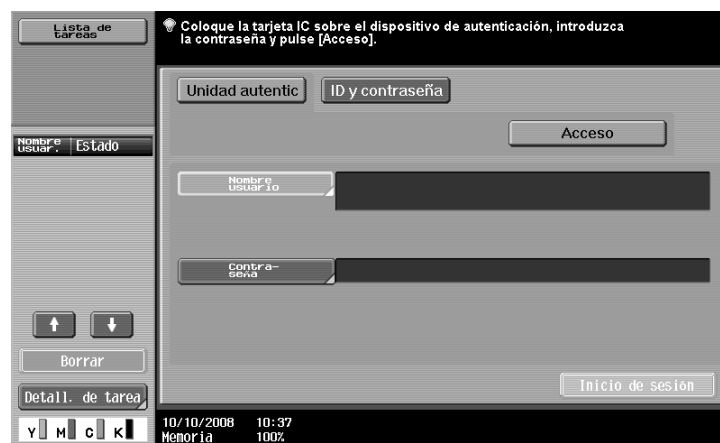 Lista de
tareas
Coloque la tarjeta IC sobre el dispositivo de autenticación, introduzca
la contraseña y pulse [Acceso].
Unidad autentic
ID y contraseña
Acceso
Nombre
usuar.
Estado
Nombre
usuario
Contra-
seña
Borrar
Detall. de tarea
Inicio de sesión
Y M C K
10/10/2008 10:37
Memoria 100%